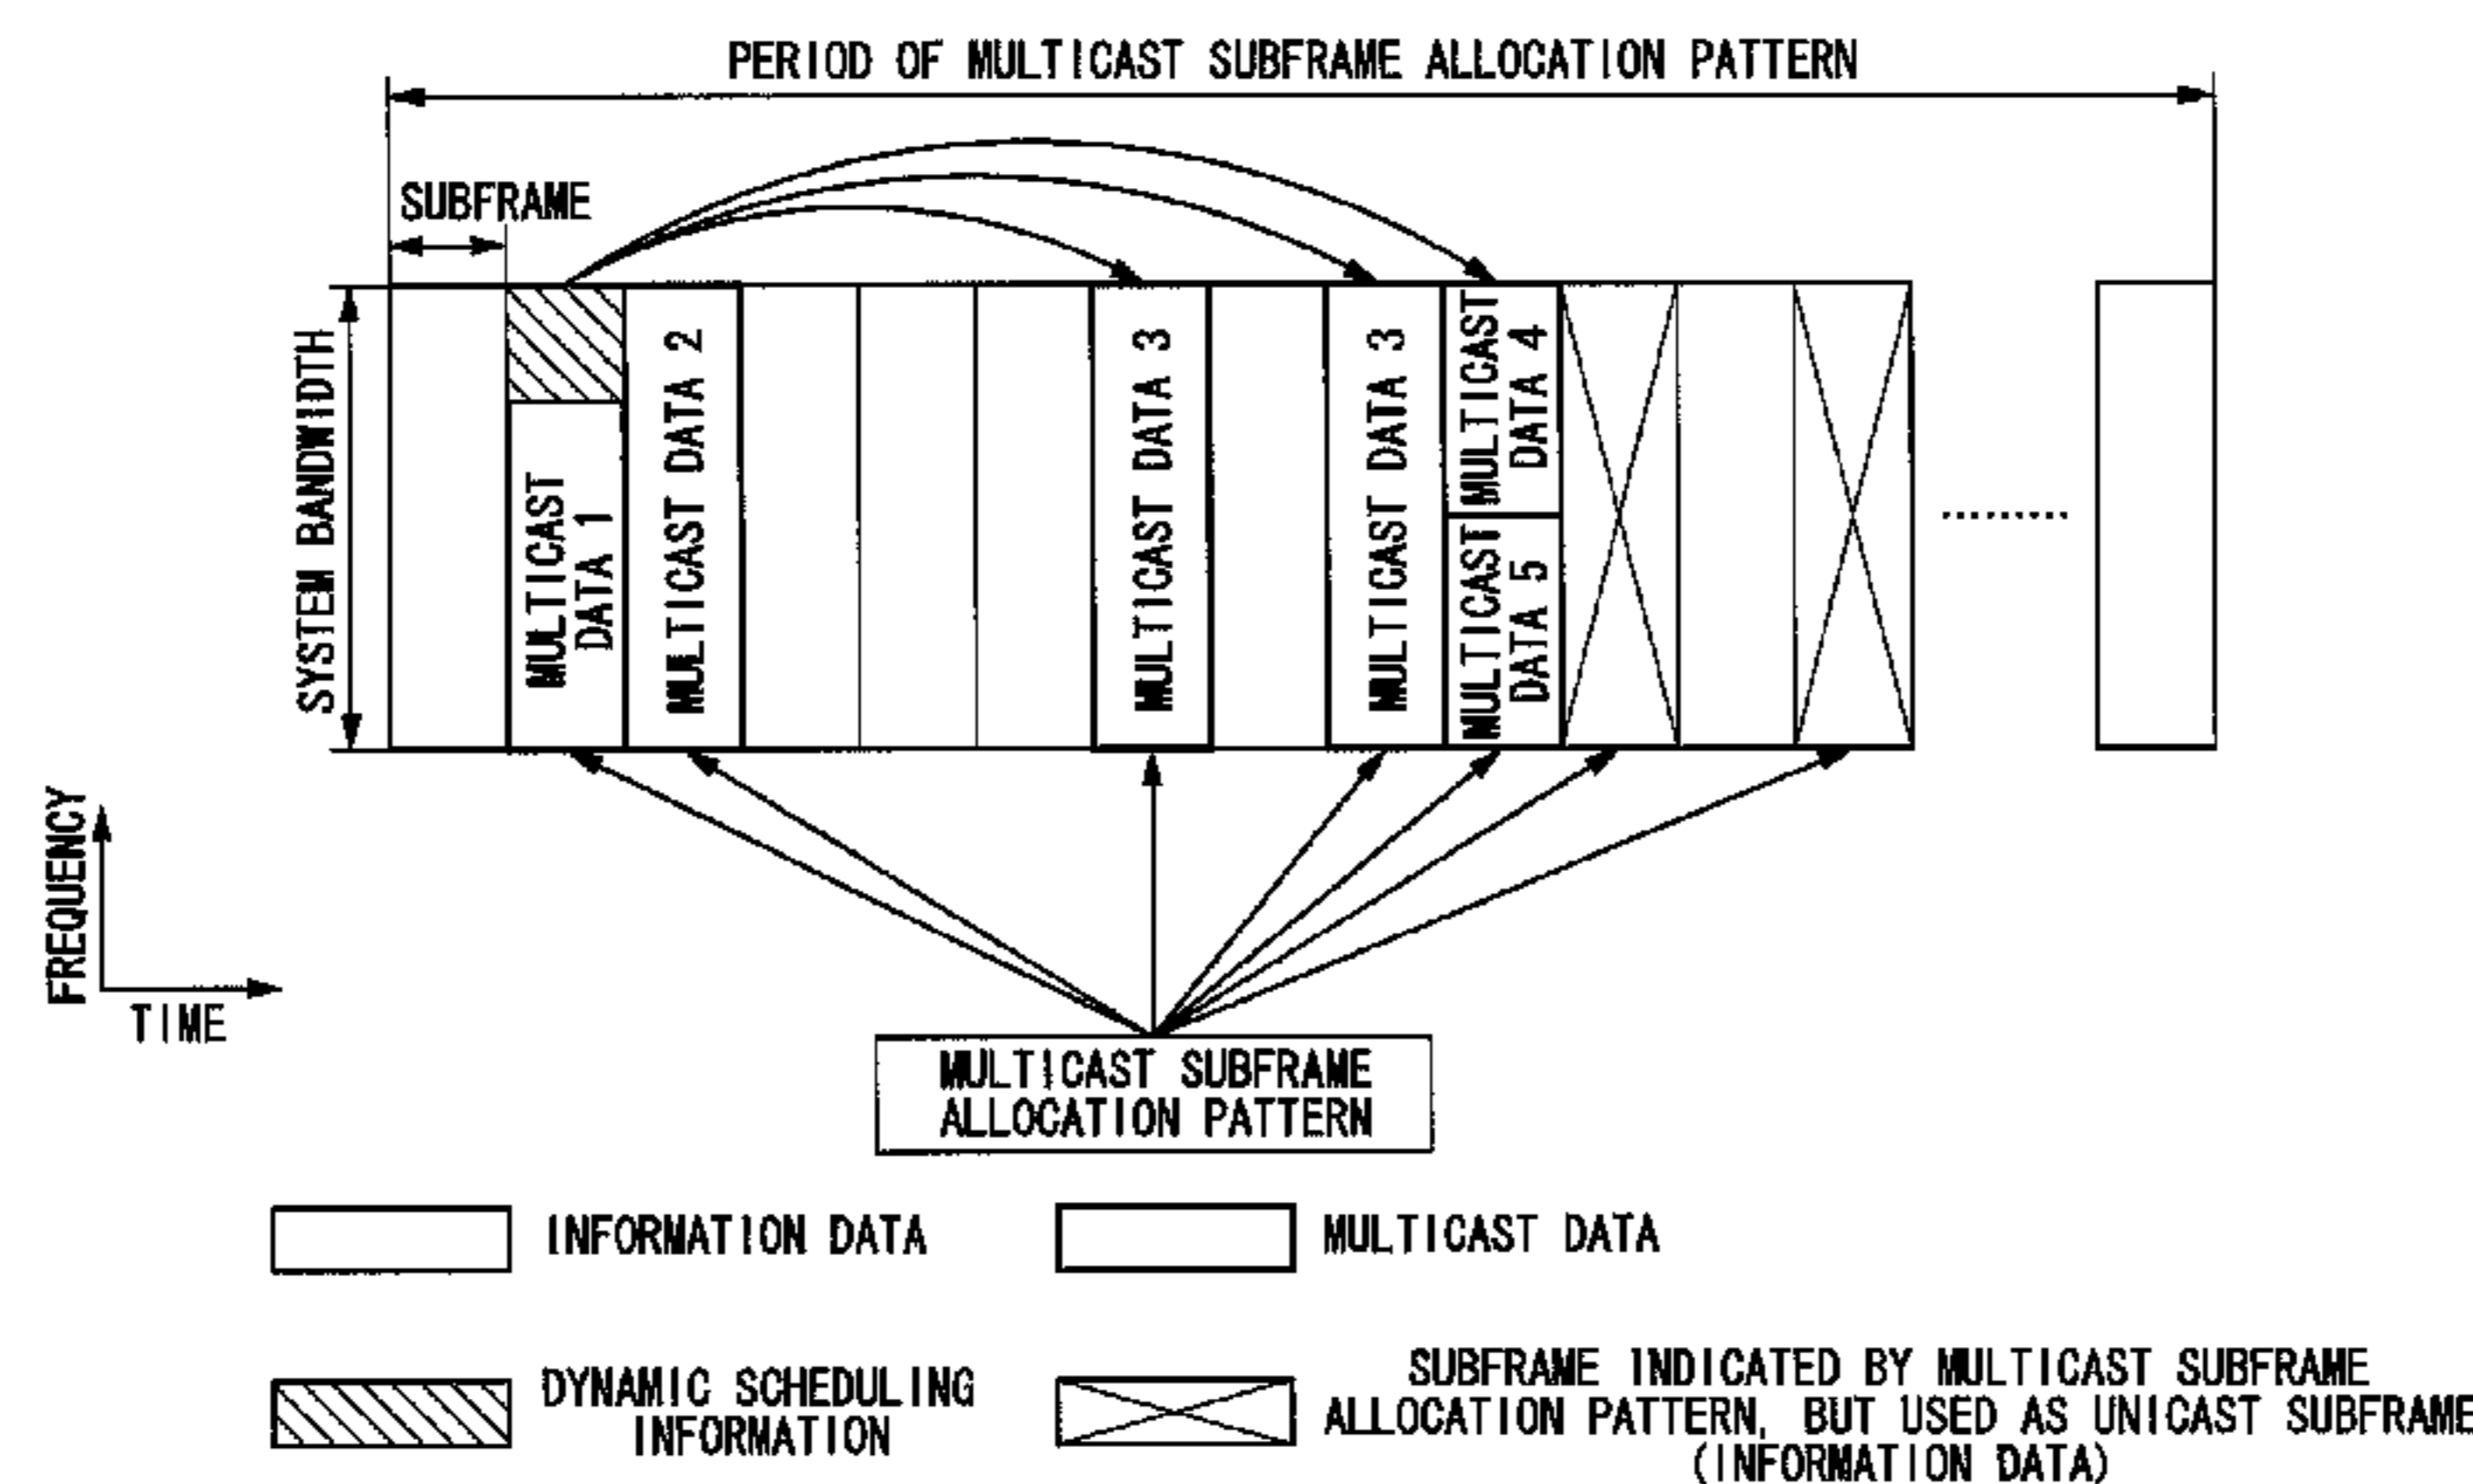 PERIOD OF MULTICAST SUBFRAME ALLOCATION PATTERN
SUBFRAME
SYSTEM BANDWIDTH
MULTICAST
DATA 1
MULTICAST DATA 2
MULTICAST DATA 3
MULTICAST DATA 3
MULTICAST
DATA 4
MULTICAST
DATA 5
FREQUENCY
TIME
MULTICAST SUBFRAME
ALLOCATION PATTERN
INFORMATION DATA
MULTICAST DATA
DYNAMIC SCHEDULING
INFORMATION
SUBFRAME INDICATED BY MULTICAST SUBFRAME
ALLOCATION PATTERN, BUT USED AS UNICAST SUBFRAME
(INFORMATION DATA)